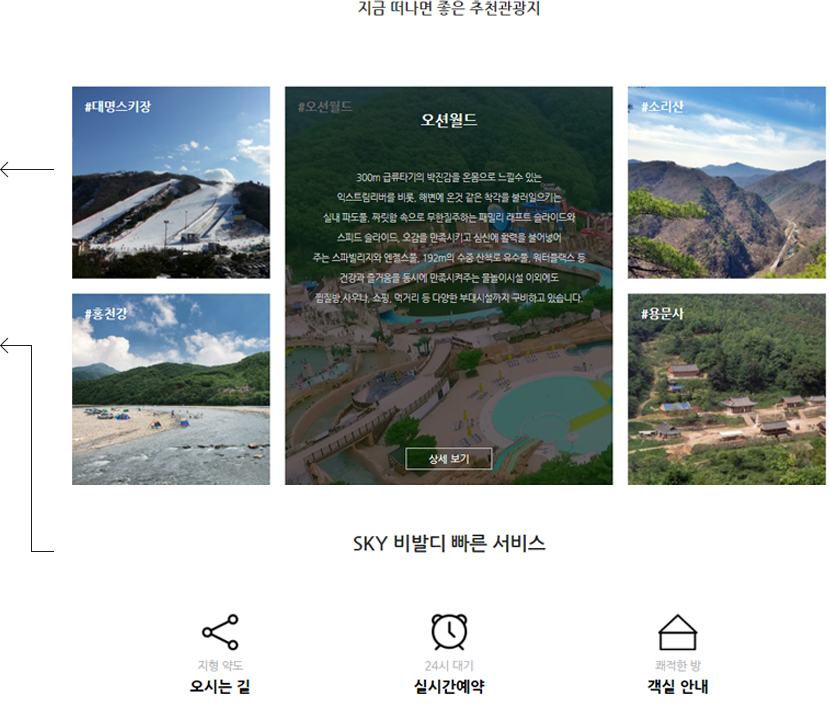 지금 떠나면 좋은 추천관광지
#대명스키장
#오션월드
오션월드
300m 급류타기의 박진감을 온몸으로 느낄수 있는
익스트림리버를 비롯, 해변에 온것 같은 착각을 불러일으키는
실내 파도풀, 짜릿함 속으로 무한질주하는 패밀리 래프트 슬라이드와
스피드 슬라이드, 오감을 만족시키고 심신에 활력을 불어넣어
주는 스파빌리지와 엔젤스풀, 192m의 수중 산책로 유수풀, 워터플렉스 등
건강과 즐거움을 동시에 만족시켜주는 물놀이시설 이외에도
찜질방,사우나, 쇼핑, 먹거리 등 다양한 부대시설까지 구비하고 있습니다.
상세 보기
#소리산
#홍천강
#용문사
SKY 비발디 빠른 서비스
지형 약도
오시는 길
24시 대기
실시간예약
쾌적한 방
객실 안내